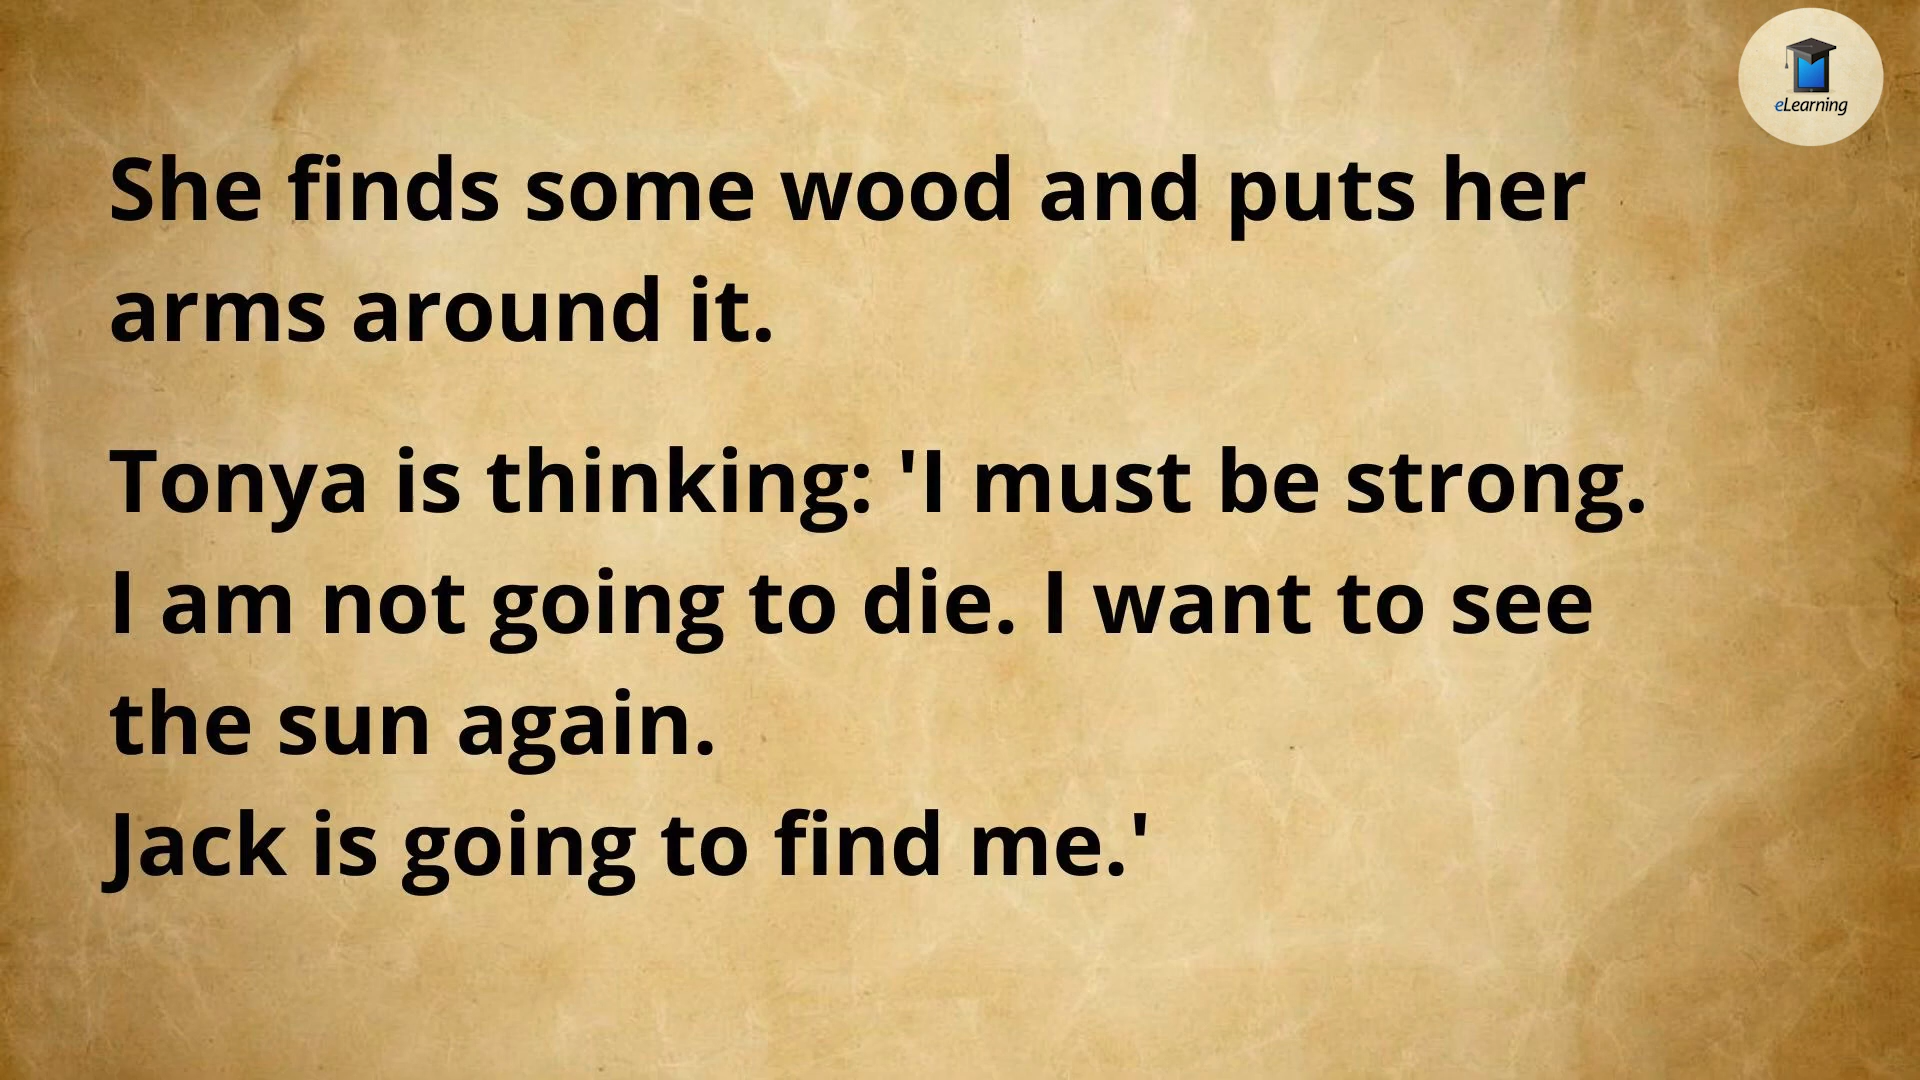 eLearning
She finds some wood and puts her
arms around it.
Tonya is thinking: 'I must be strong.
I am not going to die. I want to see
the sun again.
Jack is going to find me.'